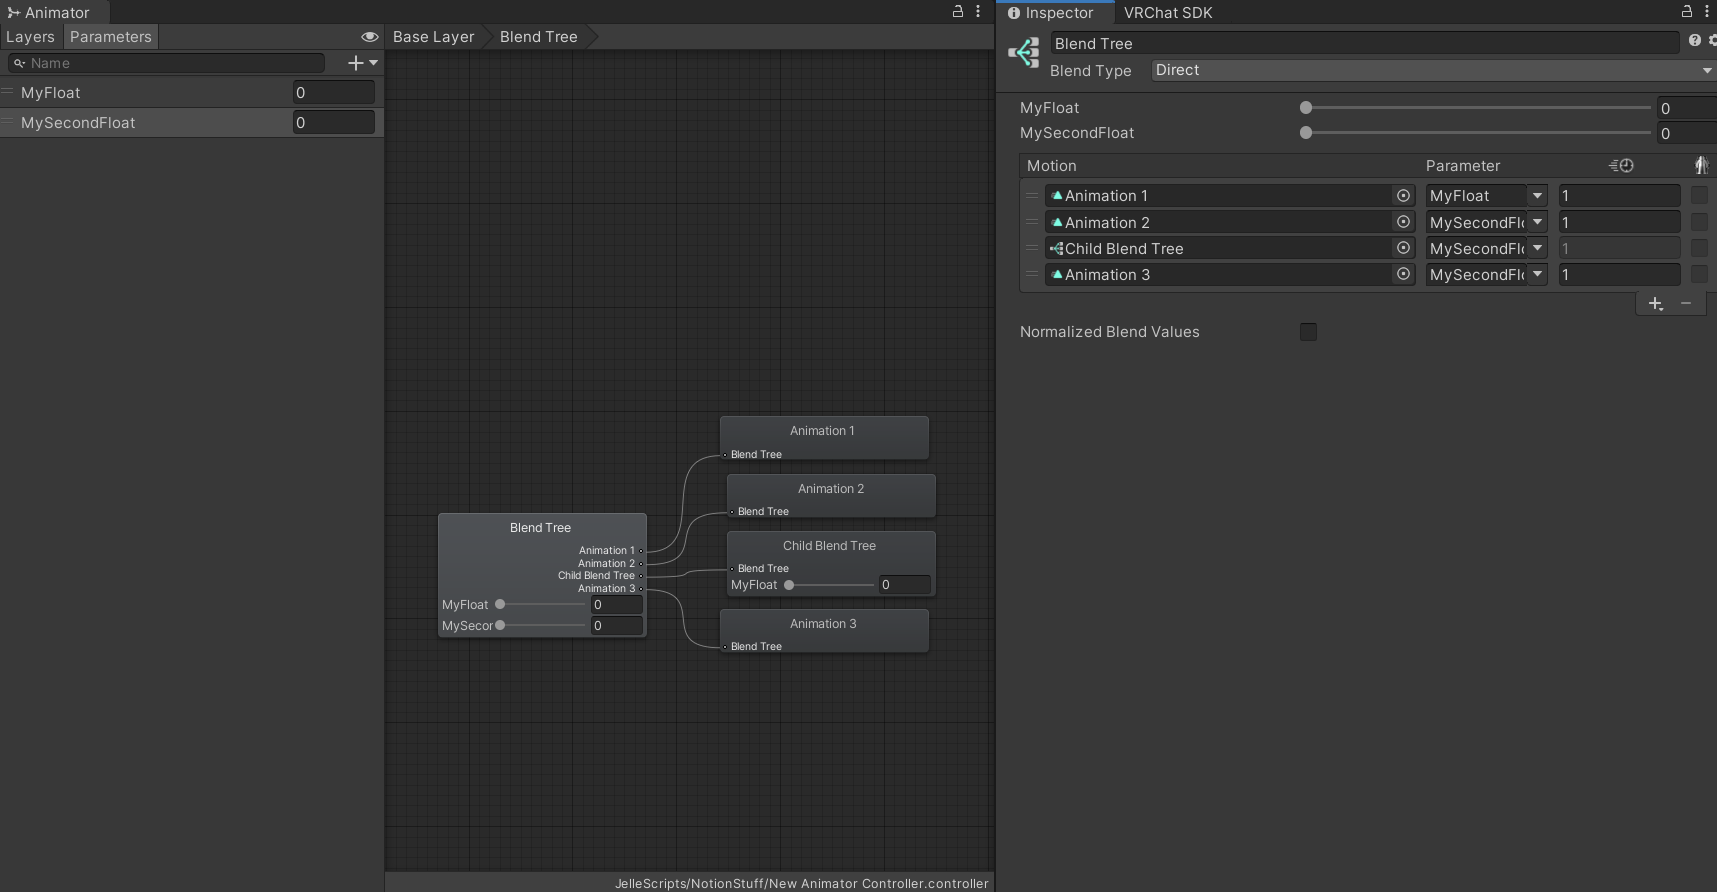 Animator
Layers Parameters
Name
MyFloat 0
MySecondFloat 0
Base Layer Blend Tree
Animation 1
Blend Tree
Animation 2
Blend Tree
Blend Tree
Animation 1
Animation 2
Child Blend Tree
Animation 3
MyFloat 0
MySecor 0
Child Blend Tree
Blend Tree
MyFloat 0
Animation 3
Blend Tree
JelleScripts/NotionStuff/New Animator Controller.controller
Inspector VRChat SDK
Blend Tree
Blend Type Direct
MyFloat 0
MySecondFloat 0
Motion Parameter
Animation 1 MyFloat 1
Animation 2 MySecondFl 1
Child Blend Tree MySecondFl 1
Animation 3 MySecondFl 1
Normalized Blend Values